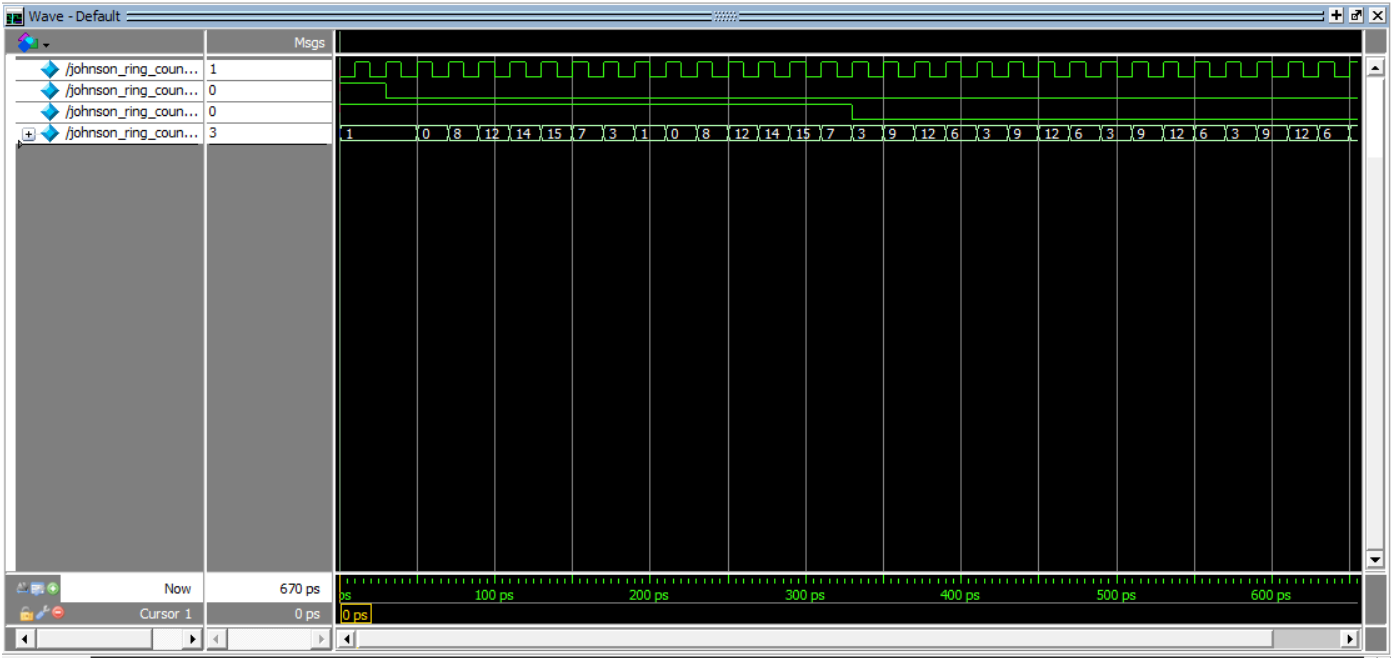 Wave - Default
Msgs
/johnson_ring_coun... 1
/johnson_ring_coun... 0
/johnson_ring_coun... 0
/johnson_ring_coun... 3 1 0 8 12 14 15 7 3 1 0 8 12 14 15 7 3 9 12 6 3 9 12 6 3 9 12 6 3 9 12 6
Now 670 ps ps 100 ps 200 ps 300 ps 400 ps 500 ps 600 ps
Cursor 1 0 ps 0 ps